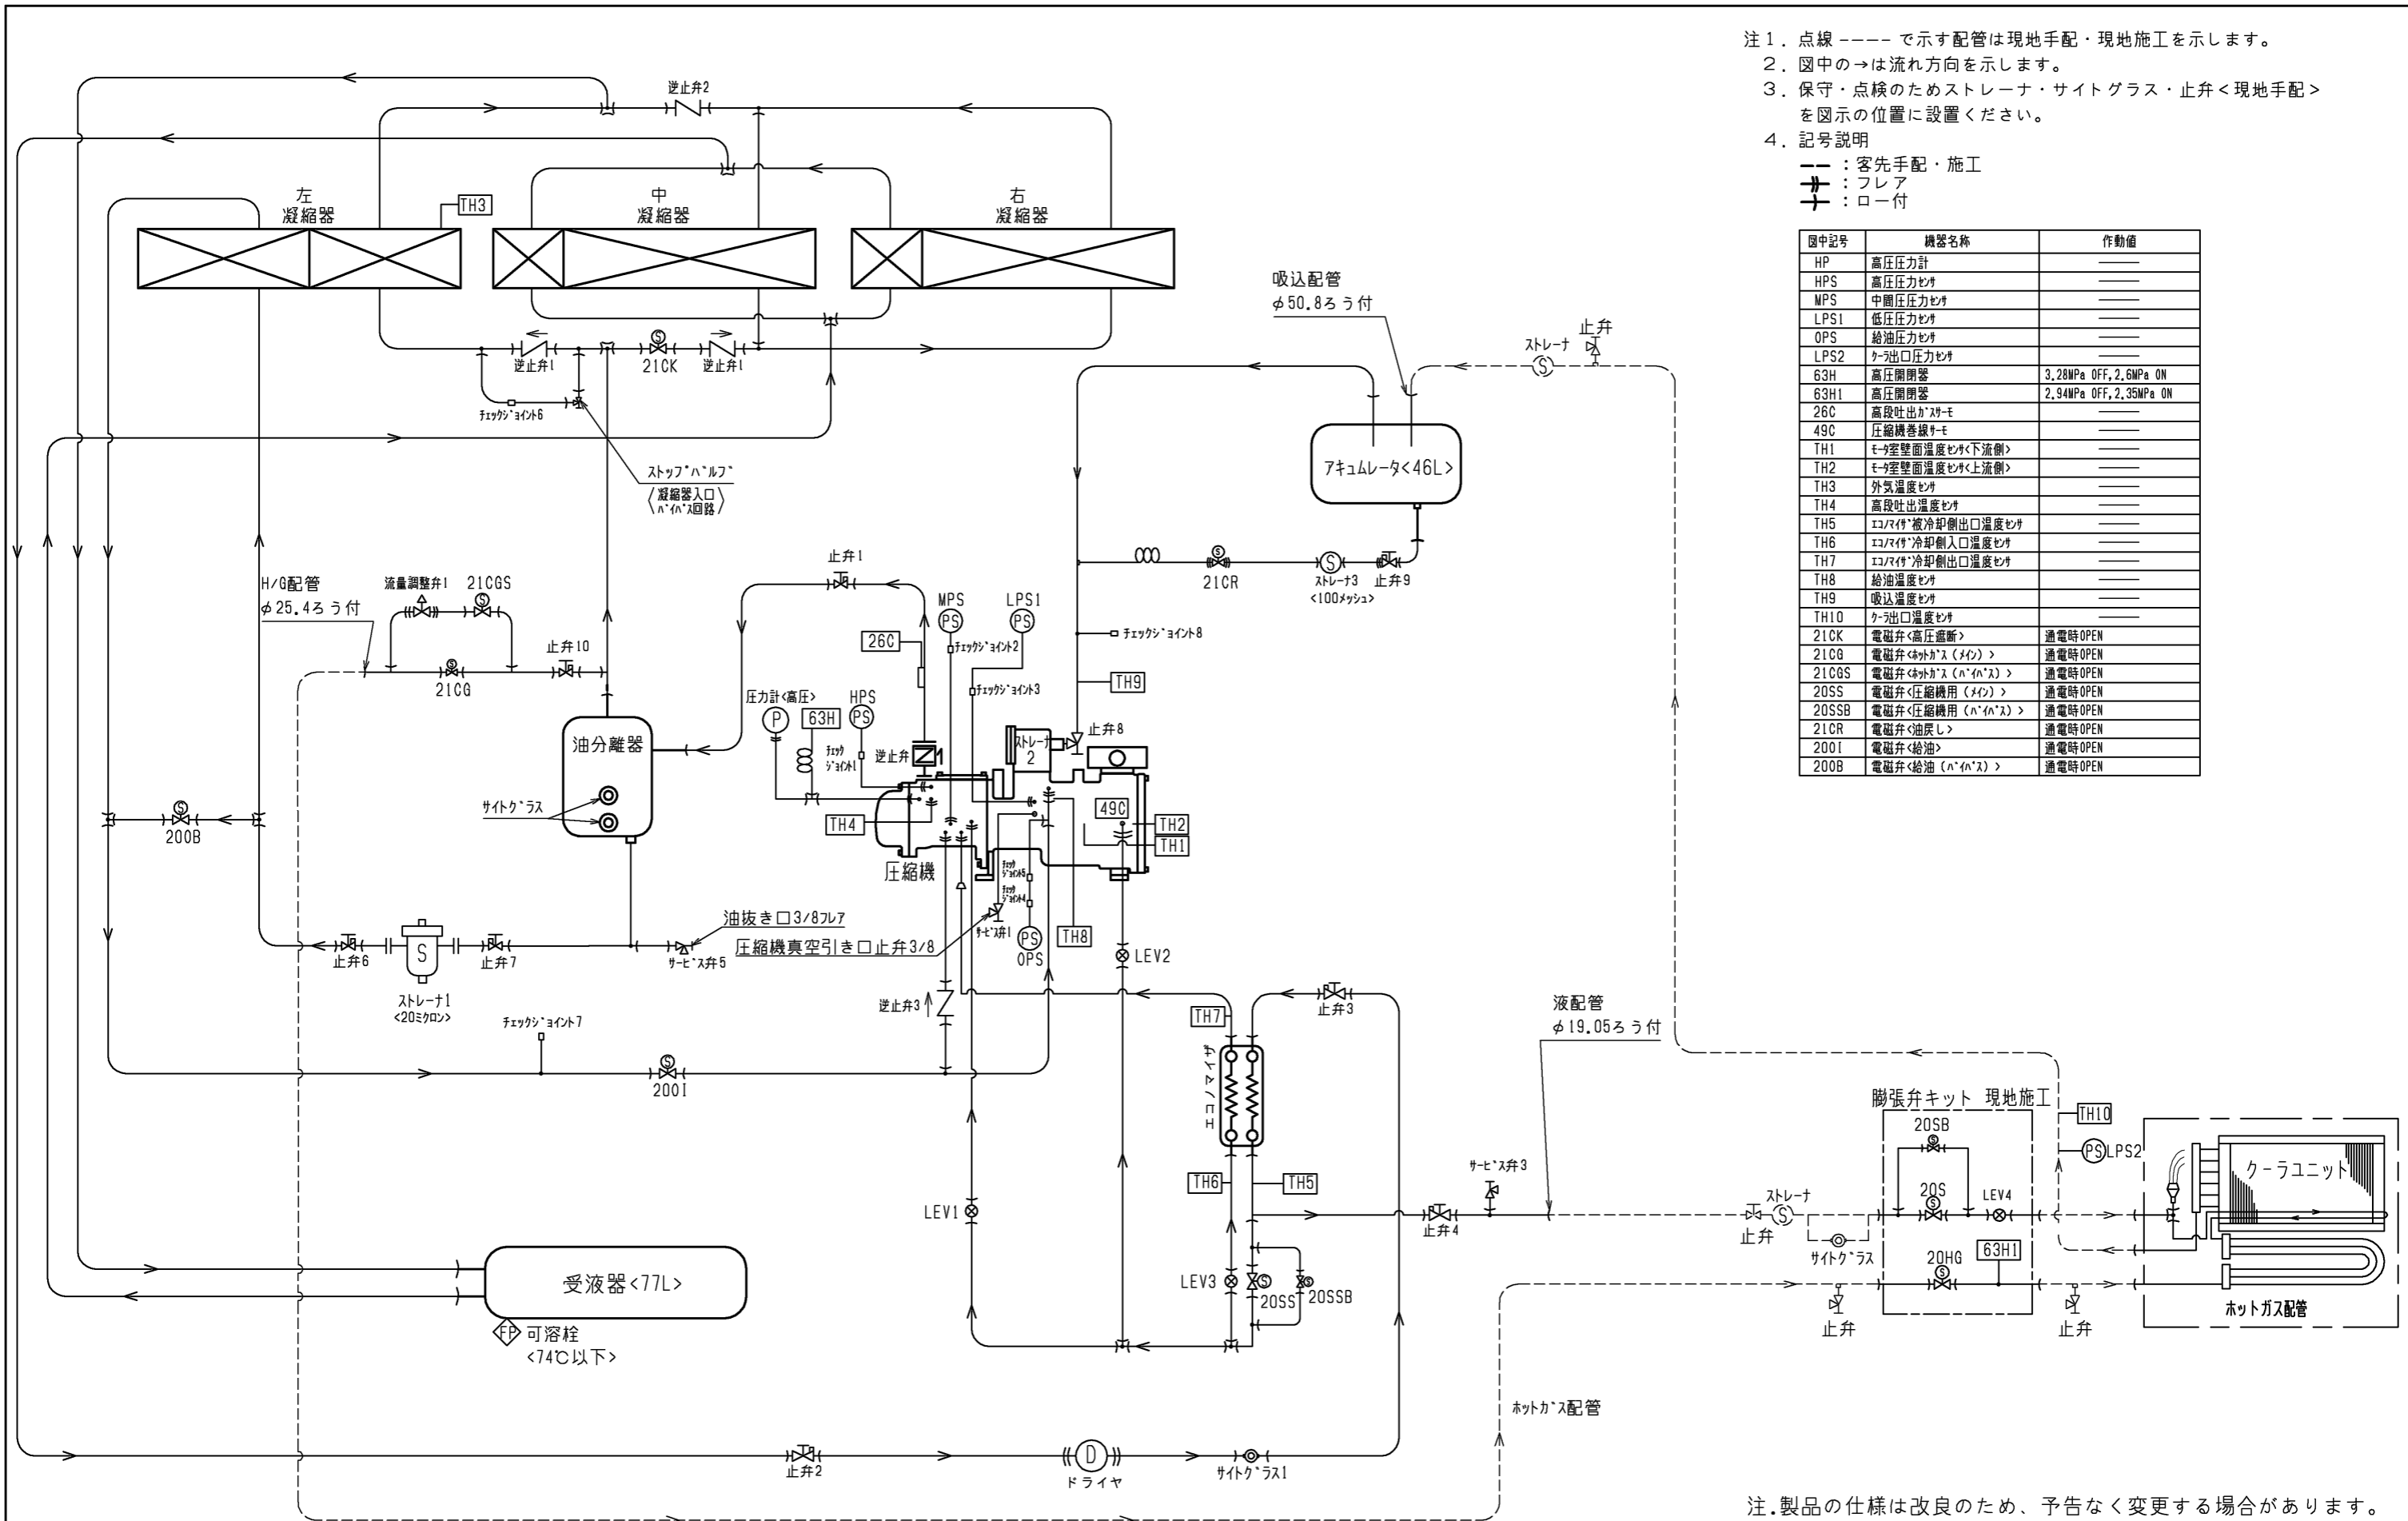 注1. 点線 ---- で示す配管は現地手配・現地施工を示します。
2. 図中の→は流れ方向を示します。
3. 保守・点検のためストレーナ・サイトグラス・止弁<現地手配>
を図示の位置に設置ください。
4. 記号説明
:客先手配・施工
:フレア
:ロー付
図中記号 機器名称 作動値
HP 高圧圧力計 ――
HPS 高圧圧力センサ ――
MPS 中間圧圧力センサ ――
LPS1 低圧圧力センサ ――
OPS 給油圧力センサ ――
LPS2 クーラ出口圧力センサ ――
63H 高圧開閉器 3.28MPa OFF,2.6MPa ON
63H1 高圧開閉器 2.94MPa OFF,2.35MPa ON
26C 高段吐出ガスサーモ ――
49C 圧縮機巻線サーモ ――
TH1 モータ室壁面温度センサ<下流側> ――
TH2 モータ室壁面温度センサ<上流側> ――
TH3 外気温度センサ ――
TH4 高段吐出温度センサ ――
TH5 エコノマイザ被冷却側出口温度センサ ――
TH6 エコノマイザ冷却側入口温度センサ ――
TH7 エコノマイザ冷却側出口温度センサ ――
TH8 給油温度センサ ――
TH9 吸込温度センサ ――
TH10 クーラ出口温度センサ ――
21CK 電磁弁<高圧遮断> 通電時OPEN
21CG 電磁弁<ホットガス(メイン)> 通電時OPEN
21CGS 電磁弁<ホットガス(バイパス)> 通電時OPEN
20SS 電磁弁<圧縮機用(メイン)> 通電時OPEN
20SSB 電磁弁<圧縮機用(バイパス)> 通電時OPEN
21CR 電磁弁<油戻し> 通電時OPEN
20OI 電磁弁<給油> 通電時OPEN
20OB 電磁弁<給油(バイパス)> 通電時OPEN
逆止弁2
左
凝縮器
TH3
中
凝縮器
右
凝縮器
逆止弁1
S
21CK
逆止弁1
チェックジョイント6
ストップバルブ
<凝縮器入口
バイパス回路>
吸込配管
φ50.8ろう付
ストレーナ
S
止弁
アキュムレータ<46L>
S
21CR
S
ストレーナ3
<100メッシュ>
止弁9
チェックジョイント8
TH9
止弁8
H/G配管
φ25.4ろう付
流量調整弁1
21CGS
S
S
21CG
止弁10
止弁1
26C
MPS
PS
チェックジョイント2
LPS1
PS
チェックジョイント3
圧力計<高圧>
P
63H
HPS
PS
チェック
ジョイント1
逆止弁
ストレーナ
2
49C
TH4
TH2
TH1
圧縮機
油分離器
サイトグラス
S
20OB
チェック
ジョイント5
チェック
ジョイント4
サービス弁1
PS
OPS
TH8
LEV2
油抜き口3/8フレア
圧縮機真空引き口止弁3/8
止弁6
S
止弁7
サービス弁5
ストレーナ1
<20ミクロン>
チェックジョイント7
S
20OI
逆止弁3
TH7
止弁3
エコノマイザ
TH6
TH5
LEV1
LEV3
S
20SS
S
20SSB
サービス弁3
止弁4
液配管
φ19.05ろう付
止弁
ストレーナ
S
サイトグラス
膨張弁キット 現地施工
20SB
S
20S
S
LEV4
20HG
S
63H1
止弁
止弁
TH10
PS
LPS2
クーラユニット
ホットガス配管
受液器<77L>
FP
可溶栓
<74℃以下>
止弁2
D
ドライヤ
サイトグラス1
ホットガス配管
注.製品の仕様は改良のため、予告なく変更する場合があります。